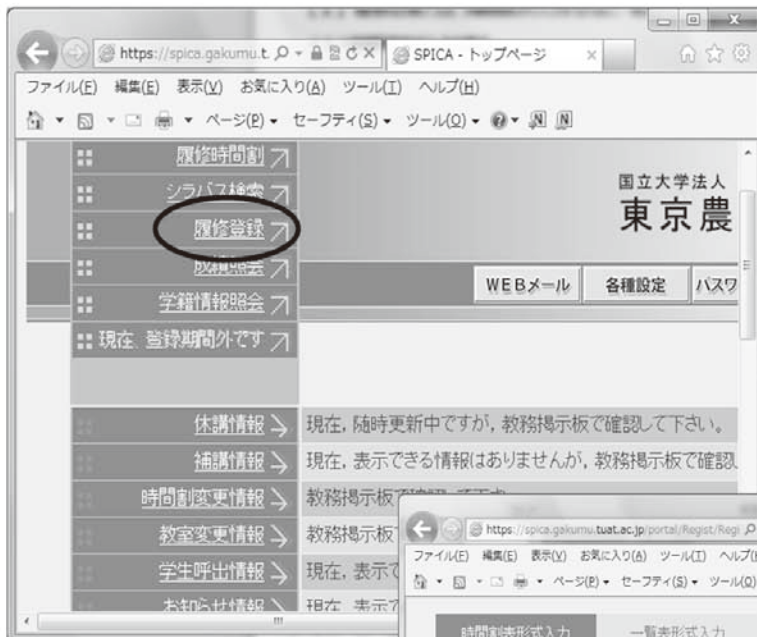 https://spica.gakumu.t. SPICA - トップページ
ファイル(F) 編集(E) 表示(V) お気に入り(A) ツール(T) ヘルプ(H)
ページ(P) セーフティ(S) ツール(O)
履修時間割
シラバス検索
履修登録
成績照会
学籍情報照会
現在、登録期間外です
国立大学法人
東京農
WEBメール 各種設定 パスワ
休講情報 現在, 随時更新中ですが, 教務掲示板で確認して下さい。
補講情報 現在, 表示できる情報はありませんが, 教務掲示板で確認
時間割変更情報 教務掲示板
教室変更情報 教務掲示板
学生呼出情報 現在, 表示
お知らせ情報 現在, 表示
https://spica.gakumu.tuat.ac.jp/portal/Regist/Regi
ファイル(F) 編集(E) 表示(V) お気に入り(A) ツール(T) ヘルプ(
ページ(P) セーフティ(S) ツール(O)
時間割表形式入力 一覧表形式入力